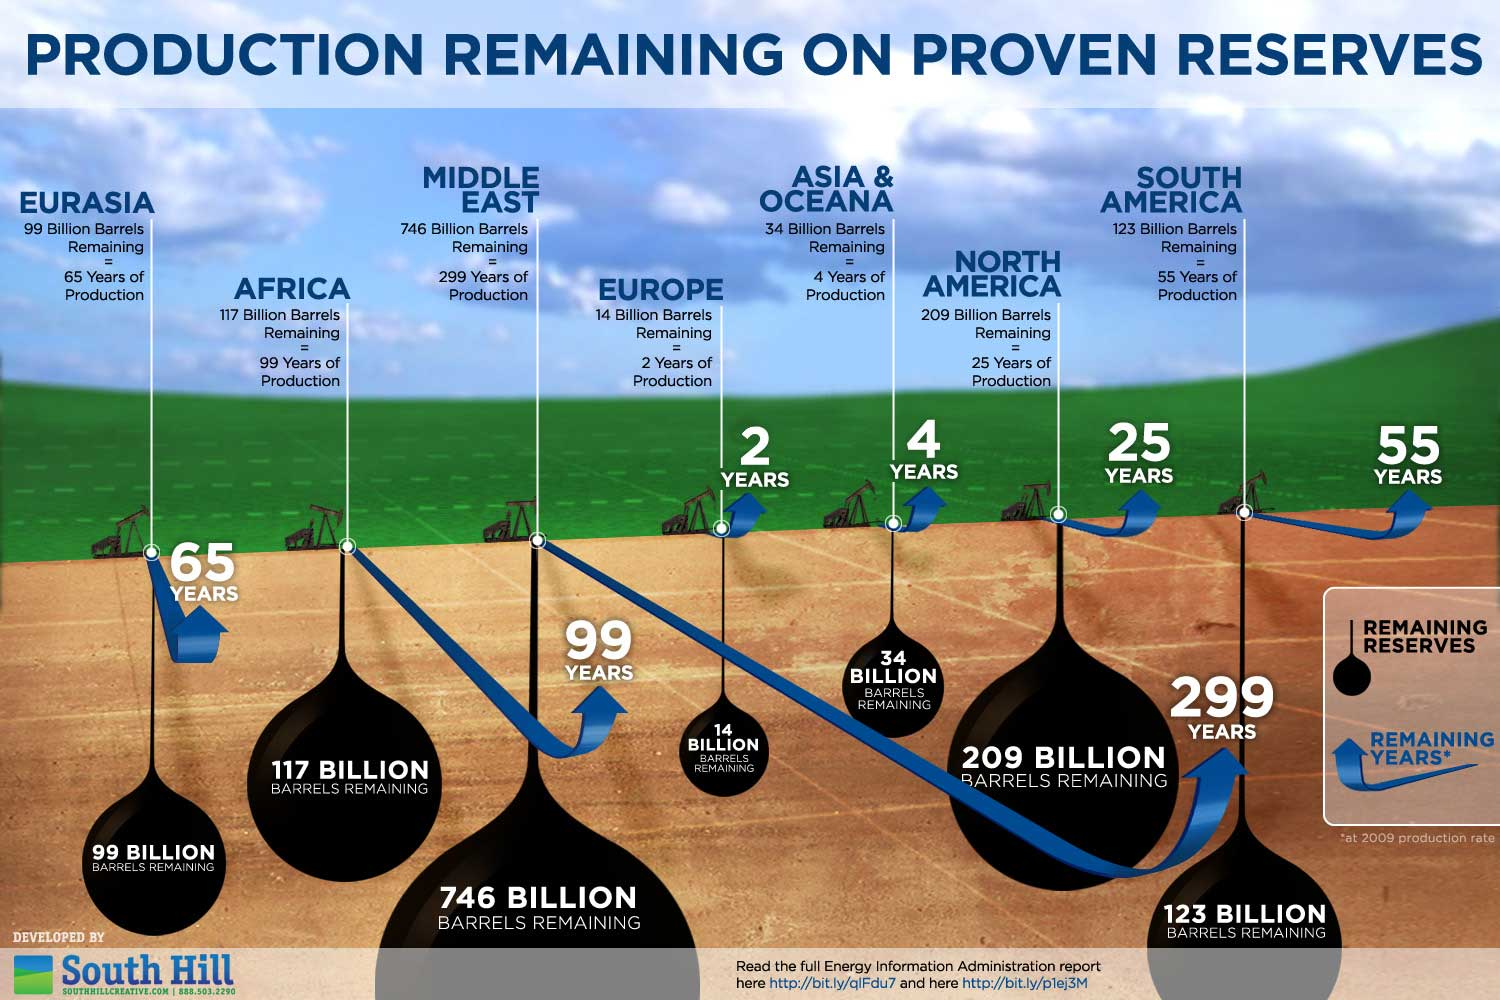 PRODUCTION REMAINING ON PROVEN RESERVES
EURASIA
99 Billion Barrels
Remaining
=
65 Years of
Production
AFRICA
117 Billion Barrels
Remaining
=
99 Years of
Production
MIDDLE
EAST
746 Billion Barrels
Remaining
=
299 Years of
Production
EUROPE
14 Billion Barrels
Remaining
=
2 Years of
Production
ASIA &
OCEANA
34 Billion Barrels
Remaining
=
4 Years of
Production
NORTH
AMERICA
209 Billion Barrels
Remaining
=
25 Years of
Production
SOUTH
AMERICA
123 Billion Barrels
Remaining
=
55 Years of
Production
65
YEARS
99
YEARS
299
YEARS
2
YEARS
4
YEARS
25
YEARS
55
YEARS
99 BILLION
BARRELS REMAINING
117 BILLION
BARRELS REMAINING
746 BILLION
BARRELS REMAINING
14
BILLION
BARRELS
REMAINING
34
BILLION
BARRELS
REMAINING
209 BILLION
BARRELS REMAINING
123 BILLION
BARRELS REMAINING
REMAINING
RESERVES
REMAINING
YEARS*
*at 2009 production rate
DEVELOPED BY
South Hill
SOUTHHILLCREATIVE.COM | 888.503.2290
Read the full Energy Information Administration report
here http://bit.ly/qlFdu7 and here http://bit.ly/p1ej3M